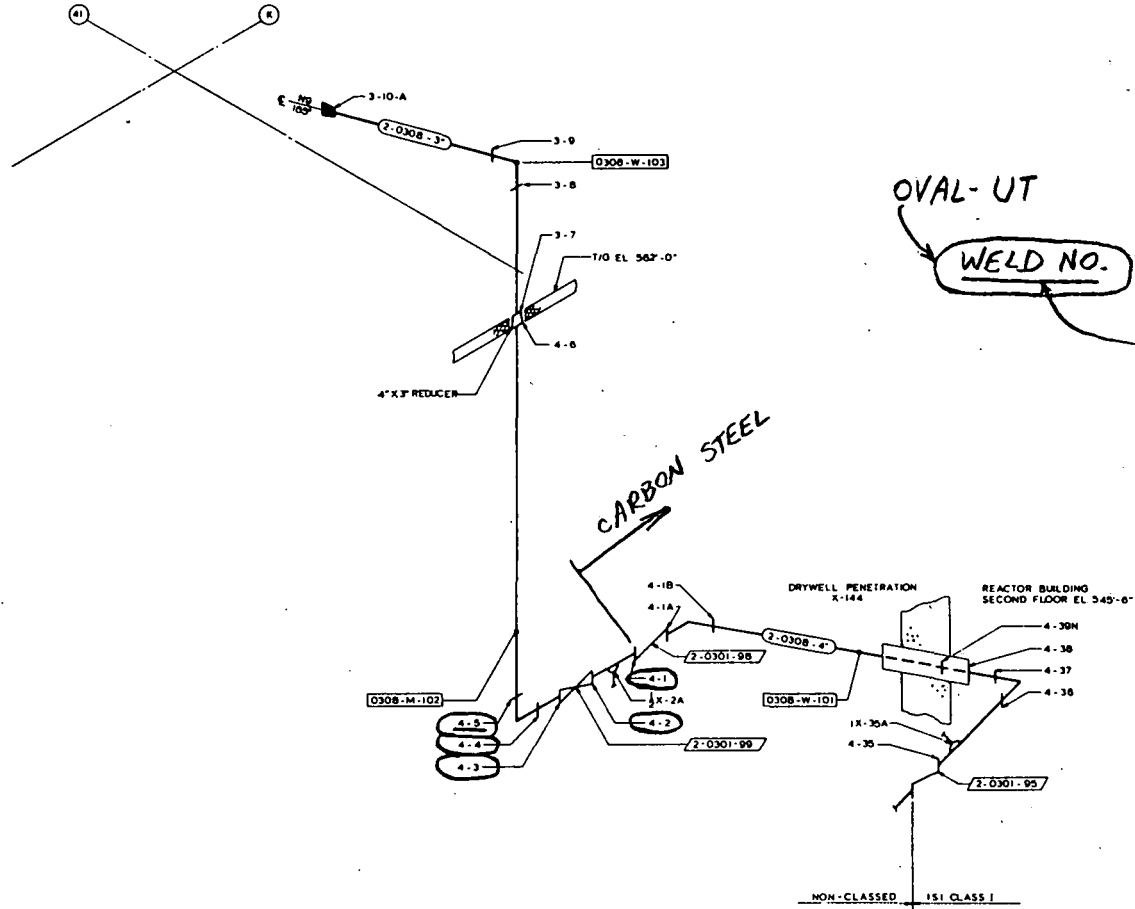 41
K
3-10-A
N9
185°
2-0308-3"
3-9
0308-W-103
3-8
OVAL- UT
WELD NO.
3-7
T/G EL 562'-0"
4-6
4"X3" REDUCER
CARBON STEEL
4-1B
DRYWELL PENETRATION
X-144
REACTOR BUILDING
SECOND FLOOR EL 545'-6"
4-1A
4-39N
2-0308-4"
4-38
2-0301-98
4-37
4-1
0308-M-102
½X-2A
0308-W-101
4-36
4-5
4-2
1X-35A
4-4
2-0301-99
4-35
4-3
2-0301-95
NON-CLASSED
ISI CLASS I